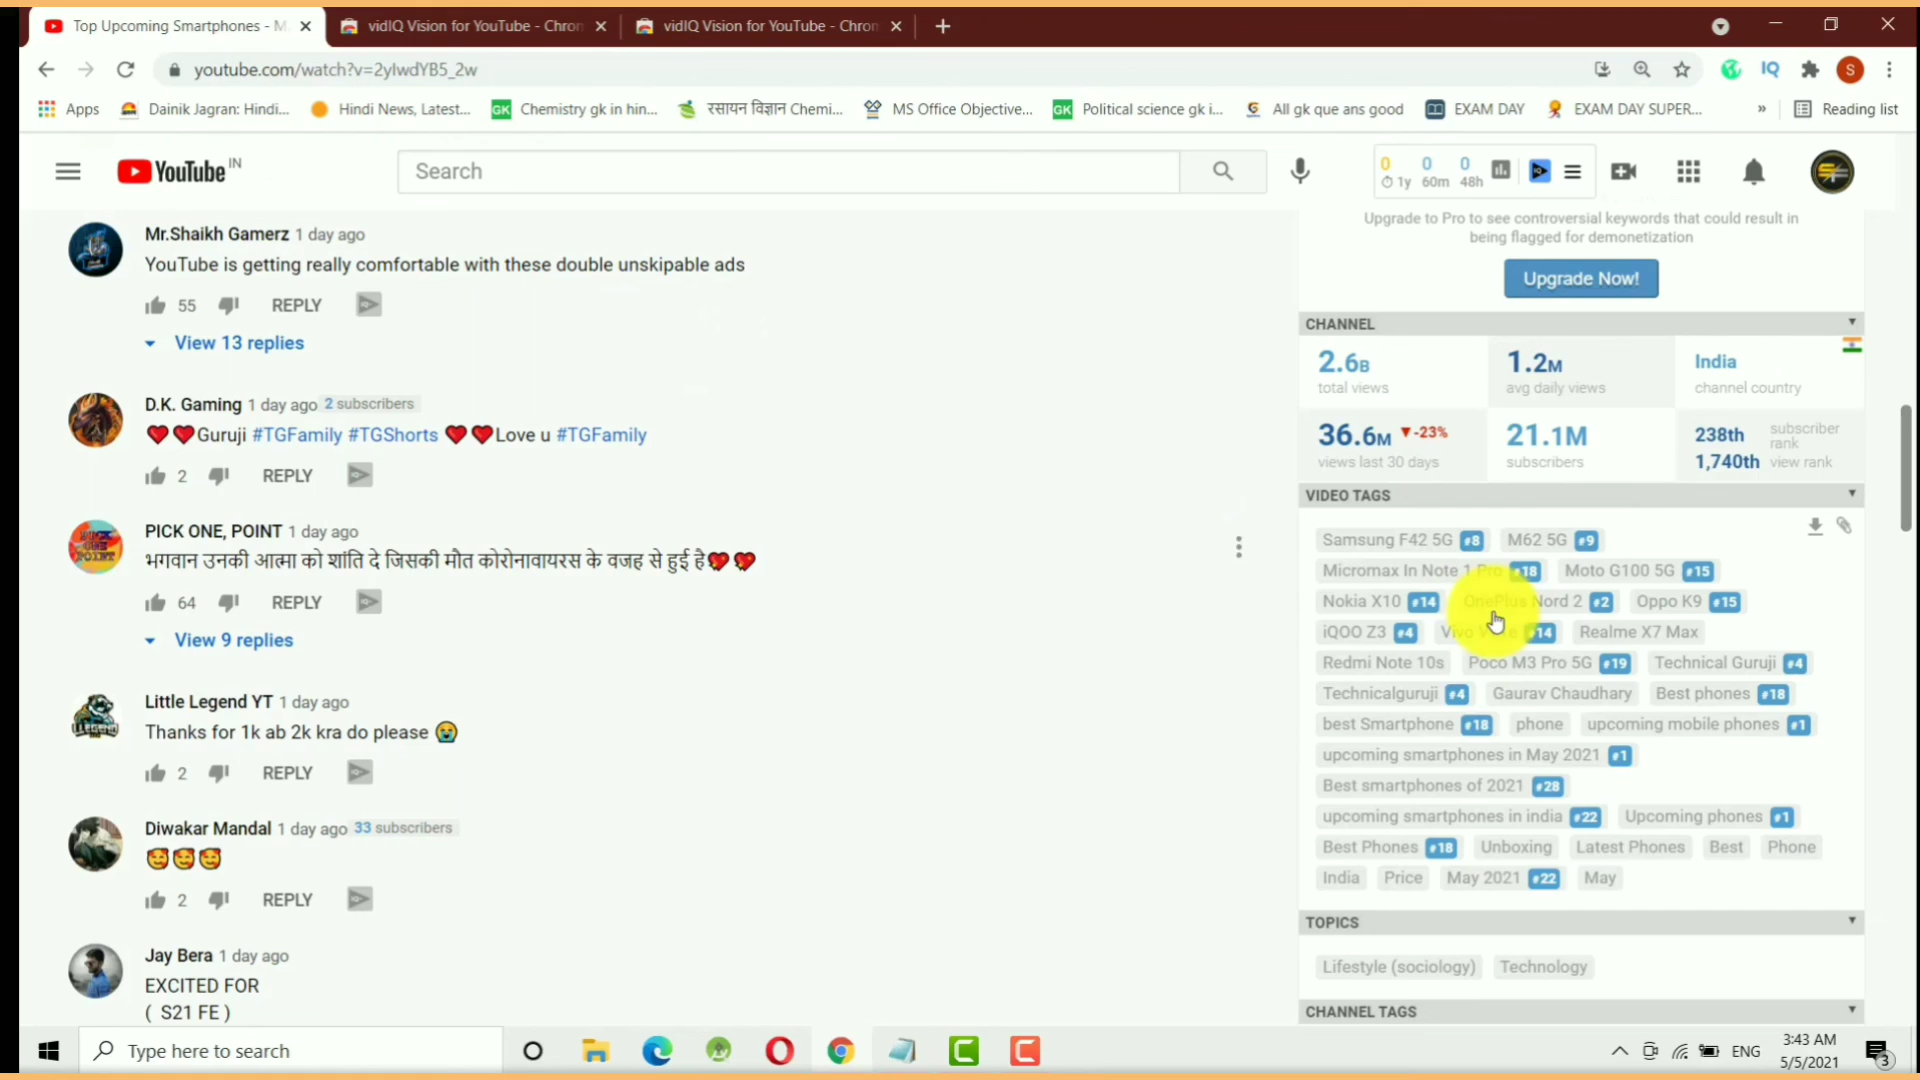 Top Upcoming Smartphones - M
vidIQ Vision for YouTube - Chron
vidIQ Vision for YouTube - Chron
youtube.com/watch?v=2yIwdYB5_2w
IQ
S
Apps
Dainik Jagran: Hindi...
Hindi News, Latest...
GK Chemistry gk in hin...
रसायन विज्ञान Chemi...
MS Office Objective...
GK Political science gk i...
All gk que ans good
EXAM DAY
EXAM DAY SUPER...
Reading list
YouTube IN
Search
0 0 0
1y 60m 48h
Mr.Shaikh Gamerz 1 day ago
YouTube is getting really comfortable with these double unskipable ads
55 REPLY
View 13 replies
D.K. Gaming 1 day ago 2 subscribers
Guruji #TGFamily #TGShorts Love u #TGFamily
2 REPLY
PICK ONE, POINT 1 day ago
भगवान उनकी आत्मा को शांति दे जिसकी मौत कोरोनावायरस के वजह से हुई है
64 REPLY
View 9 replies
Little Legend YT 1 day ago
Thanks for 1k ab 2k kra do please
2 REPLY
Diwakar Mandal 1 day ago 33 subscribers
2 REPLY
Jay Bera 1 day ago
EXCITED FOR
( S21 FE )
Upgrade to Pro to see controversial keywords that could result in
being flagged for demonetization
Upgrade Now!
CHANNEL
2.6B 1.2M India
total views avg daily views channel country
36.6M -23% 21.1M 238th subscriber rank
views last 30 days subscribers 1,740th view rank
VIDEO TAGS
Samsung F42 5G #8 M62 5G #9
Micromax In Note 1 Pro #18 Moto G100 5G #15
Nokia X10 #14 OnePlus Nord 2 #2 Oppo K9 #15
iQOO Z3 #4 Vivo #14 Realme X7 Max
Redmi Note 10s Poco M3 Pro 5G #19 Technical Guruji #4
Technicalguruji #4 Gaurav Chaudhary Best phones #18
best Smartphone #18 phone upcoming mobile phones #1
upcoming smartphones in May 2021 #1
Best smartphones of 2021 #28
upcoming smartphones in india #22 Upcoming phones #1
Best Phones #18 Unboxing Latest Phones Best Phone
India Price May 2021 #22 May
TOPICS
Lifestyle (sociology) Technology
CHANNEL TAGS
Type here to search
ENG
3:43 AM
5/5/2021
3